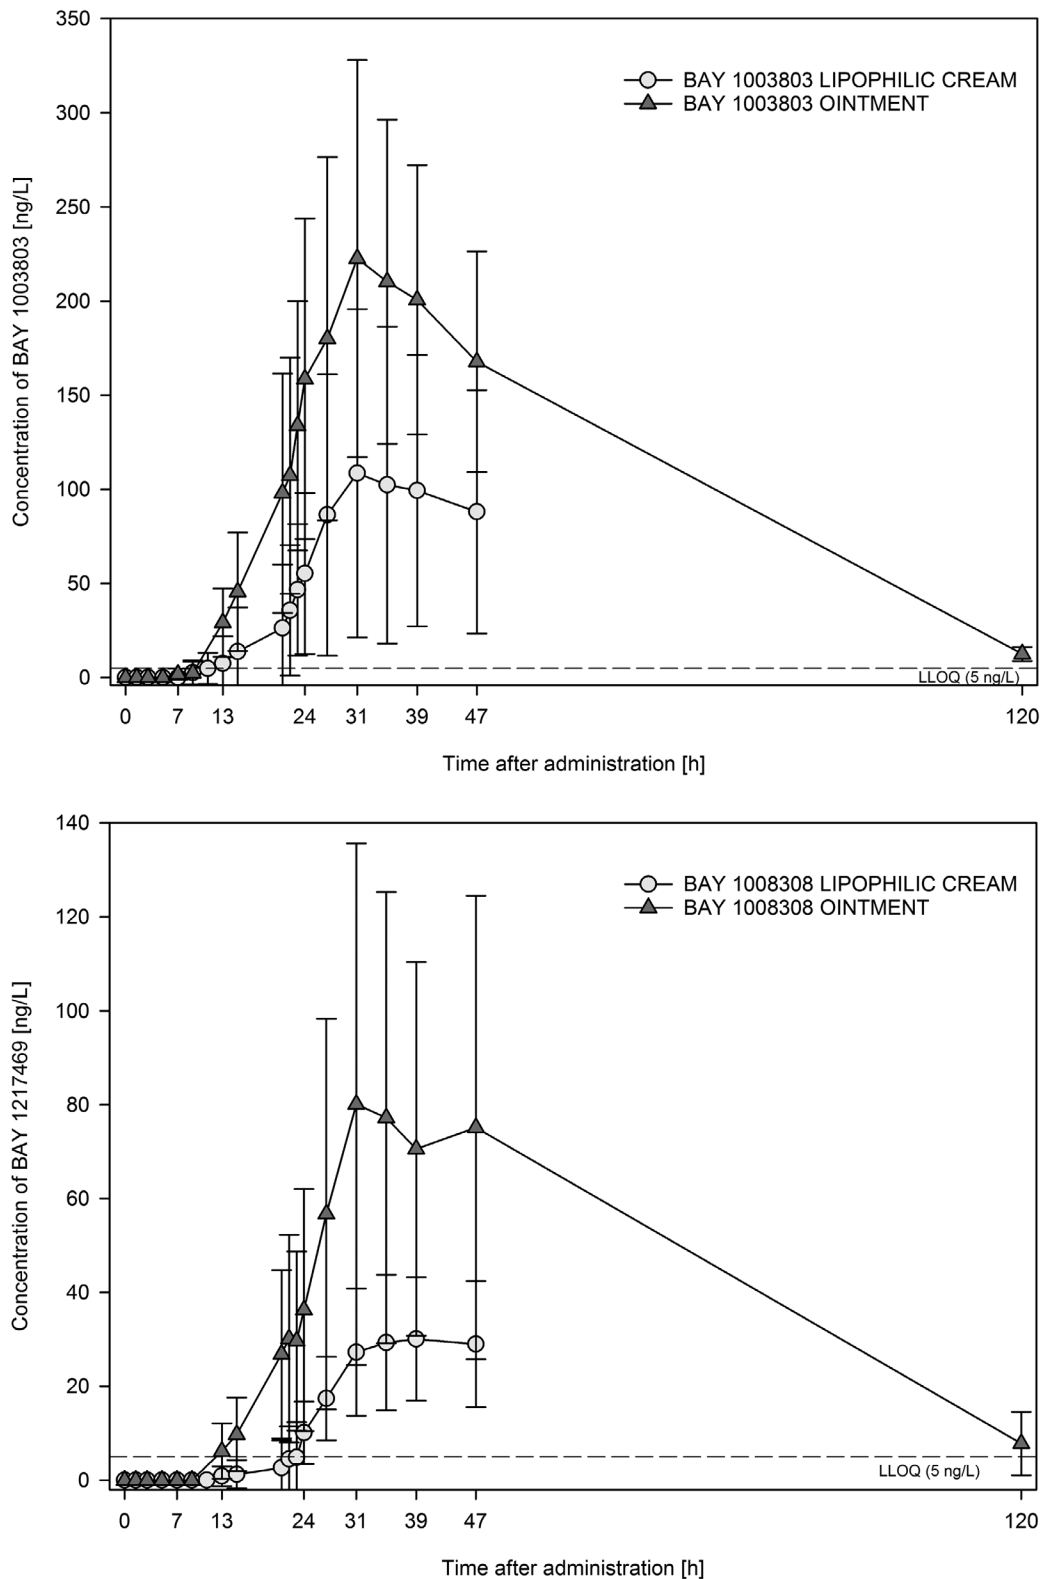 350
300
250
200
150
100
50
0
Concentration of BAY 1003803 [ng/L]
BAY 1003803 LIPOPHILIC CREAM
BAY 1003803 OINTMENT
LLOQ (5 ng/L)
0 7 13 24 31 39 47 120
Time after administration [h]
140
120
100
80
60
40
20
0
Concentration of BAY 1217469 [ng/L]
BAY 1008308 LIPOPHILIC CREAM
BAY 1008308 OINTMENT
LLOQ (5 ng/L)
0 7 13 24 31 39 47 120
Time after administration [h]